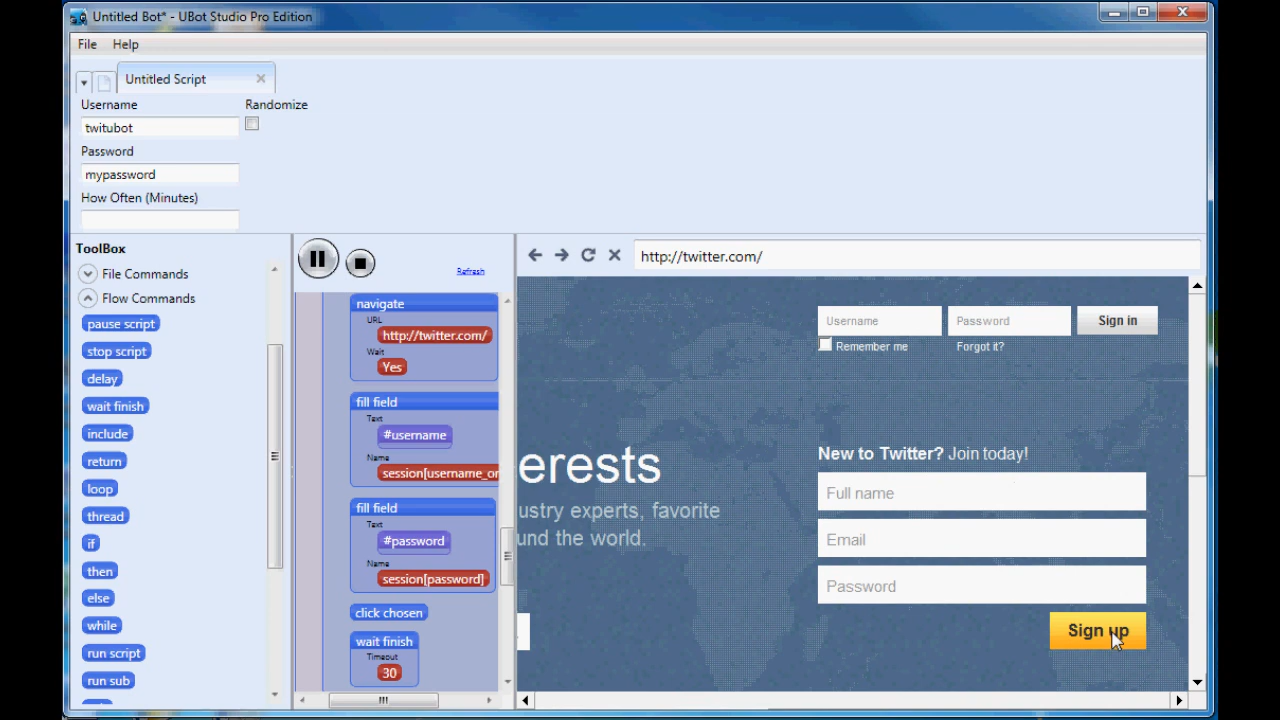 Untitled Bot* - UBot Studio Pro Edition
File Help
Untitled Script
Username
Randomize
twitubot
Password
mypassword
How Often (Minutes)
ToolBox
File Commands
Flow Commands
pause script
stop script
delay
wait finish
include
return
loop
thread
if
then
else
while
run script
run sub
Refresh
navigate
URL
http://twitter.com/
Wait
Yes
fill field
Text
#username
Name
session[username_or
fill field
Text
#password
Name
session[password]
click chosen
wait finish
Timeout
30
http://twitter.com/
Username Password Sign in
Remember me Forgot it?
erests
ustry experts, favorite
und the world.
New to Twitter? Join today!
Full name
Email
Password
Sign up